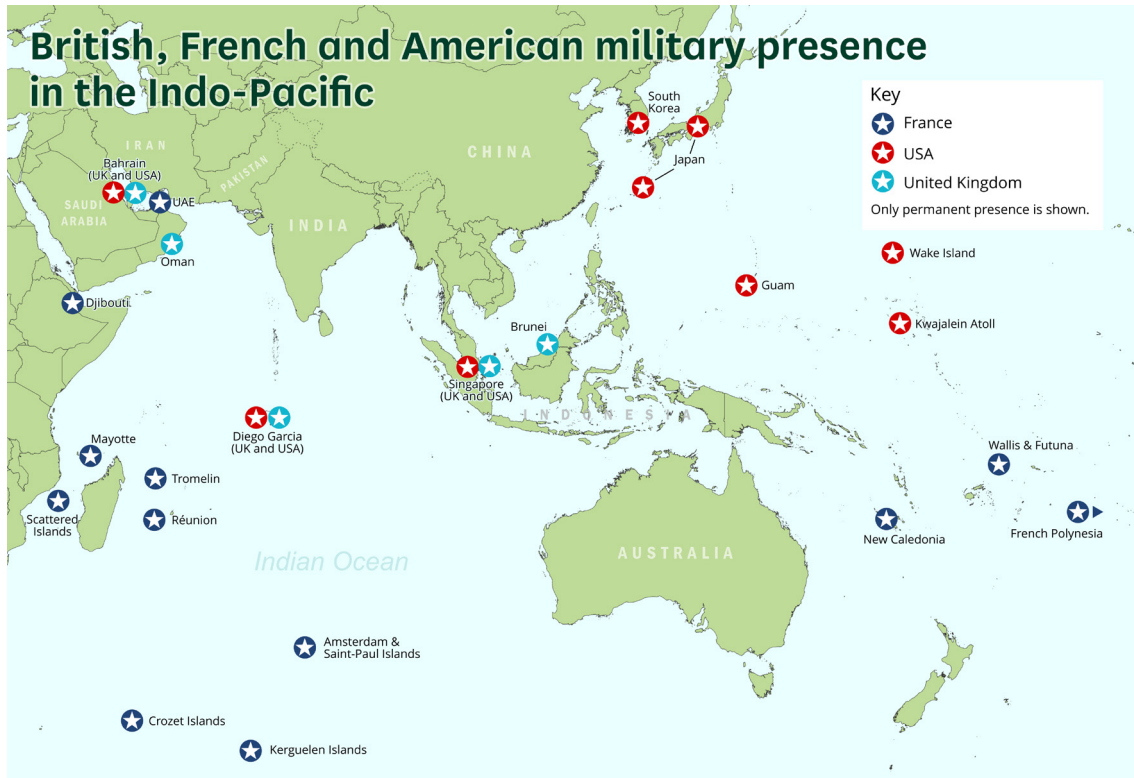 British, French and American military presence
in the Indo-Pacific
Key
France
USA
United Kingdom
Only permanent presence is shown.
South
Korea
Japan
CHINA
IRAN
PAKISTAN
Bahrain
(UK and USA)
UAE
SAUDI
ARABIA
INDIA
Oman
Djibouti
Wake Island
Guam
Kwajalein Atoll
Brunei
Singapore
(UK and USA)
INDONESIA
Diego Garcia
(UK and USA)
Mayotte
Tromelin
Scattered
Islands
Réunion
Wallis & Futuna
French Polynesia
New Caledonia
AUSTRALIA
Indian Ocean
Amsterdam &
Saint-Paul Islands
Crozet Islands
Kerguelen Islands